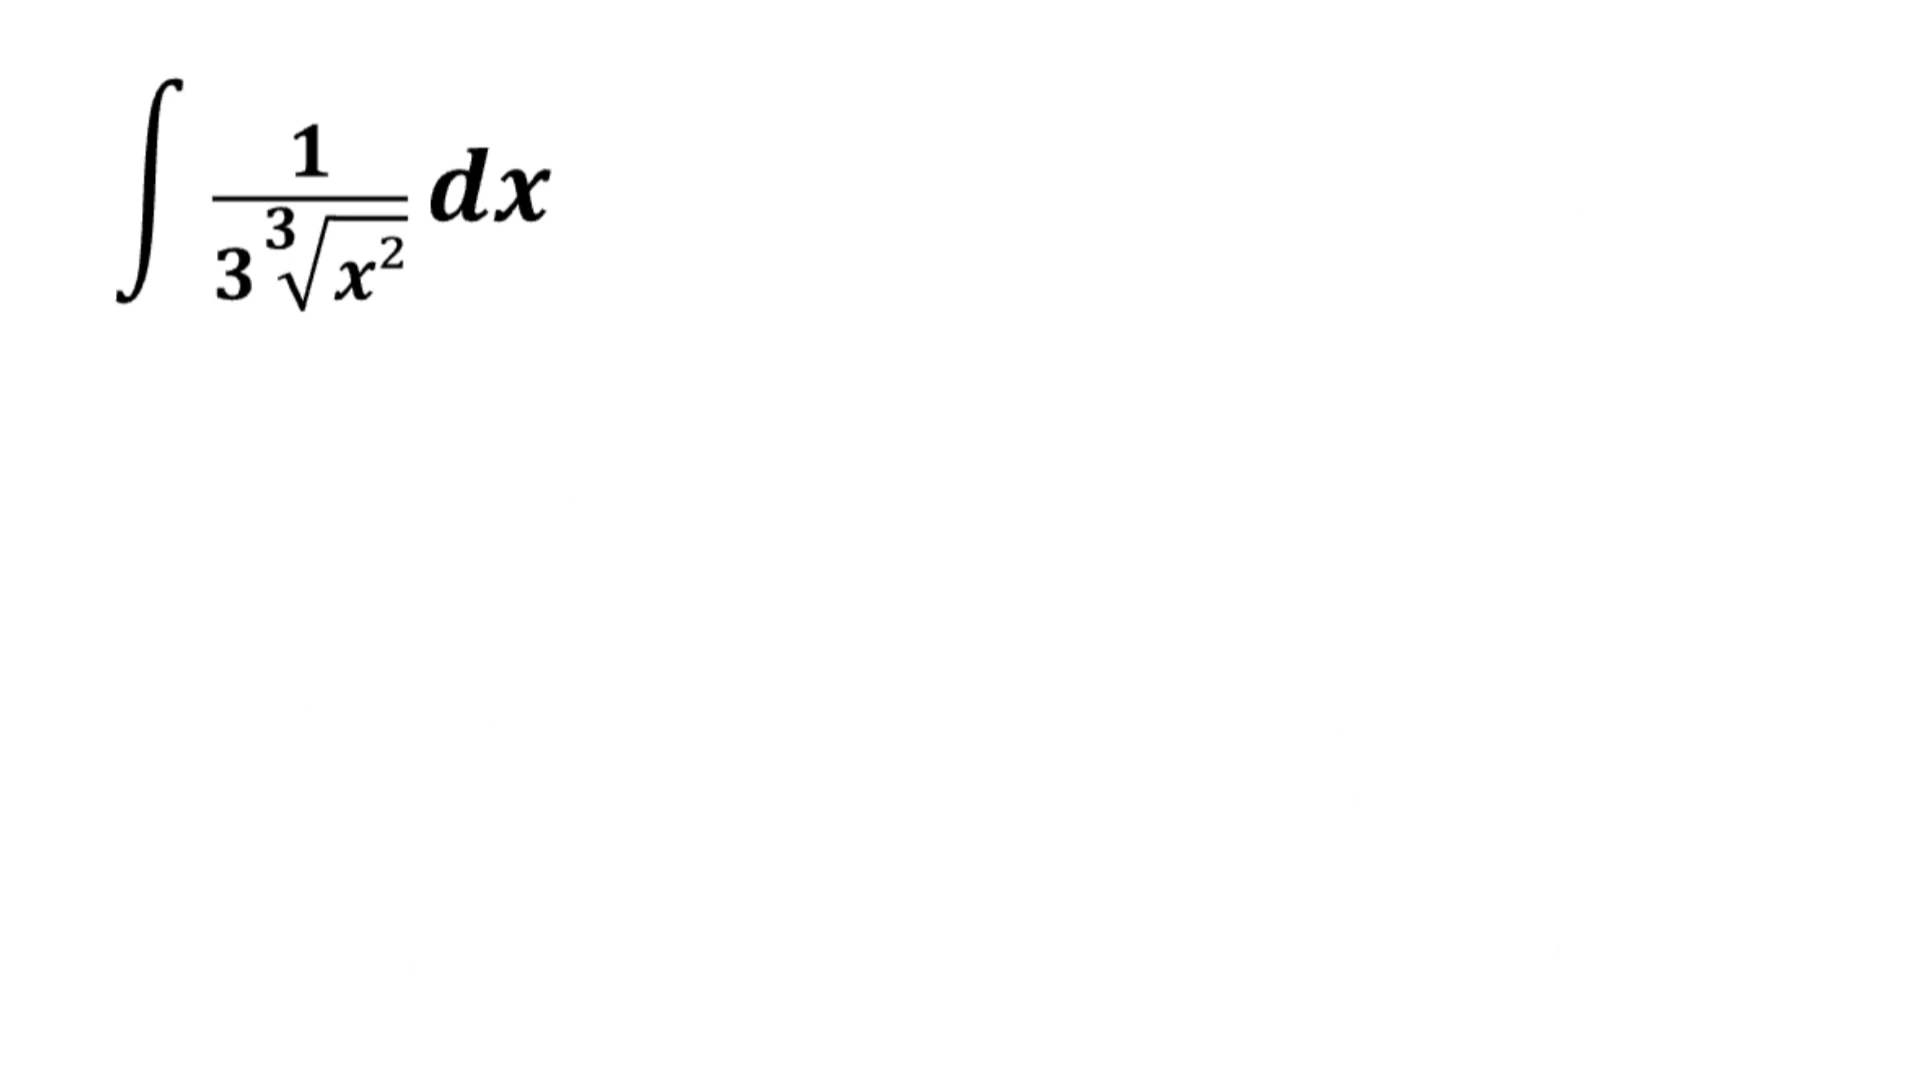 ∫ 1/(3∛x²) dx